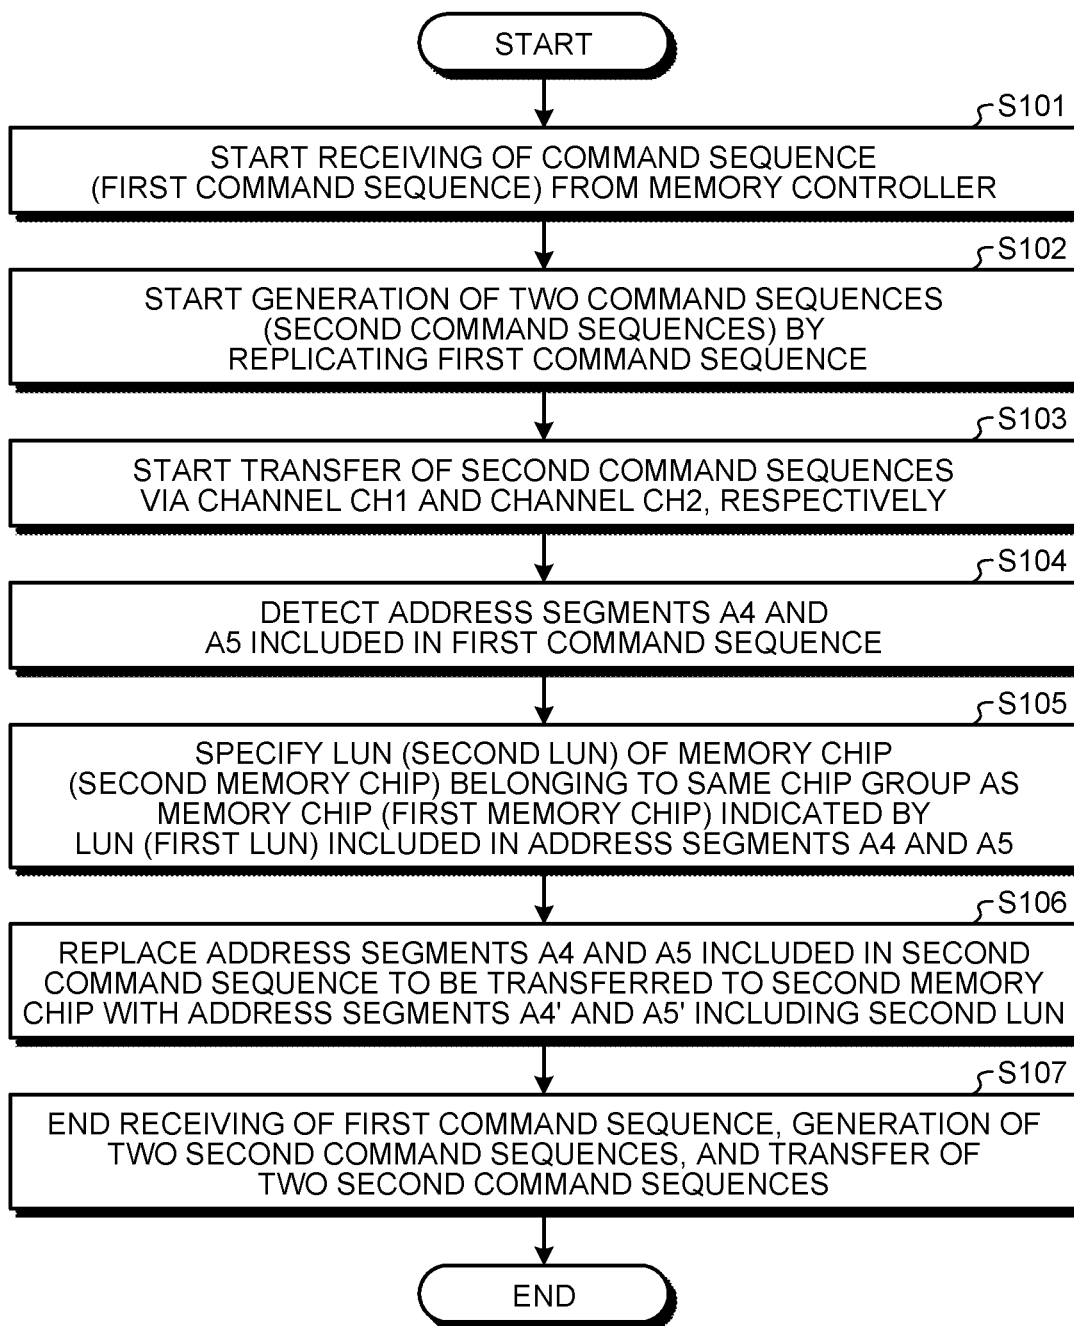 START
S101
START RECEIVING OF COMMAND SEQUENCE
(FIRST COMMAND SEQUENCE) FROM MEMORY CONTROLLER
S102
START GENERATION OF TWO COMMAND SEQUENCES
(SECOND COMMAND SEQUENCES) BY
REPLICATING FIRST COMMAND SEQUENCE
S103
START TRANSFER OF SECOND COMMAND SEQUENCES
VIA CHANNEL CH1 AND CHANNEL CH2, RESPECTIVELY
S104
DETECT ADDRESS SEGMENTS A4 AND
A5 INCLUDED IN FIRST COMMAND SEQUENCE
S105
SPECIFY LUN (SECOND LUN) OF MEMORY CHIP
(SECOND MEMORY CHIP) BELONGING TO SAME CHIP GROUP AS
MEMORY CHIP (FIRST MEMORY CHIP) INDICATED BY
LUN (FIRST LUN) INCLUDED IN ADDRESS SEGMENTS A4 AND A5
S106
REPLACE ADDRESS SEGMENTS A4 AND A5 INCLUDED IN SECOND
COMMAND SEQUENCE TO BE TRANSFERRED TO SECOND MEMORY
CHIP WITH ADDRESS SEGMENTS A4' AND A5' INCLUDING SECOND LUN
S107
END RECEIVING OF FIRST COMMAND SEQUENCE, GENERATION OF
TWO SECOND COMMAND SEQUENCES, AND TRANSFER OF
TWO SECOND COMMAND SEQUENCES
END